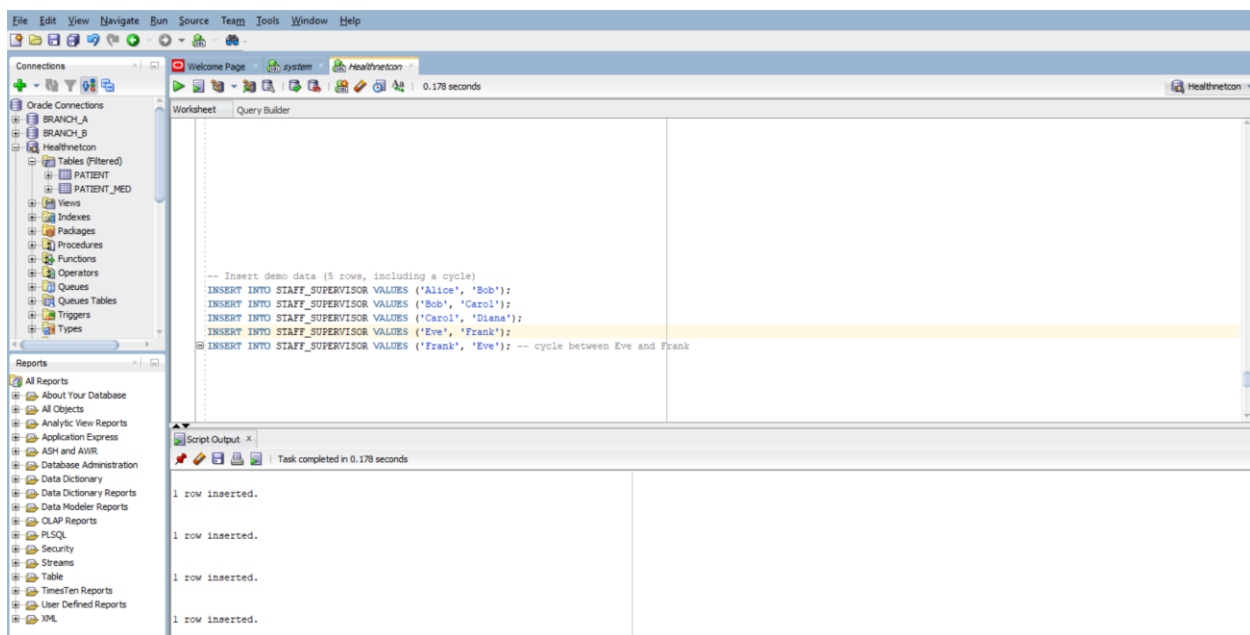 File Edit View Navigate Run Source Team Tools Window Help
Connections
Oracle Connections
BRANCH_A
BRANCH_B
Healthnetcon
Tables (Filtered)
PATIENT
PATIENT_MED
Views
Indexes
Packages
Procedures
Functions
Operators
Queues
Queues Tables
Triggers
Types
Reports
All Reports
About Your Database
All Objects
Analytic View Reports
Application Express
ASH and AWR
Database Administration
Data Dictionary
Data Dictionary Reports
Data Modeler Reports
OLAP Reports
PLSQL
Security
Streams
Table
TimesTen Reports
User Defined Reports
XML
Welcome Page system Healthnetcon
0.178 seconds Healthnetcon
Worksheet Query Builder
-- Insert demo data (5 rows, including a cycle)
INSERT INTO STAFF_SUPERVISOR VALUES ('Alice', 'Bob');
INSERT INTO STAFF_SUPERVISOR VALUES ('Bob', 'Carol');
INSERT INTO STAFF_SUPERVISOR VALUES ('Carol', 'Diana');
INSERT INTO STAFF_SUPERVISOR VALUES ('Eve', 'Frank');
INSERT INTO STAFF_SUPERVISOR VALUES ('Frank', 'Eve'); -- cycle between Eve and Frank
Script Output x
Task completed in 0.178 seconds
1 row inserted.
1 row inserted.
1 row inserted.
1 row inserted.